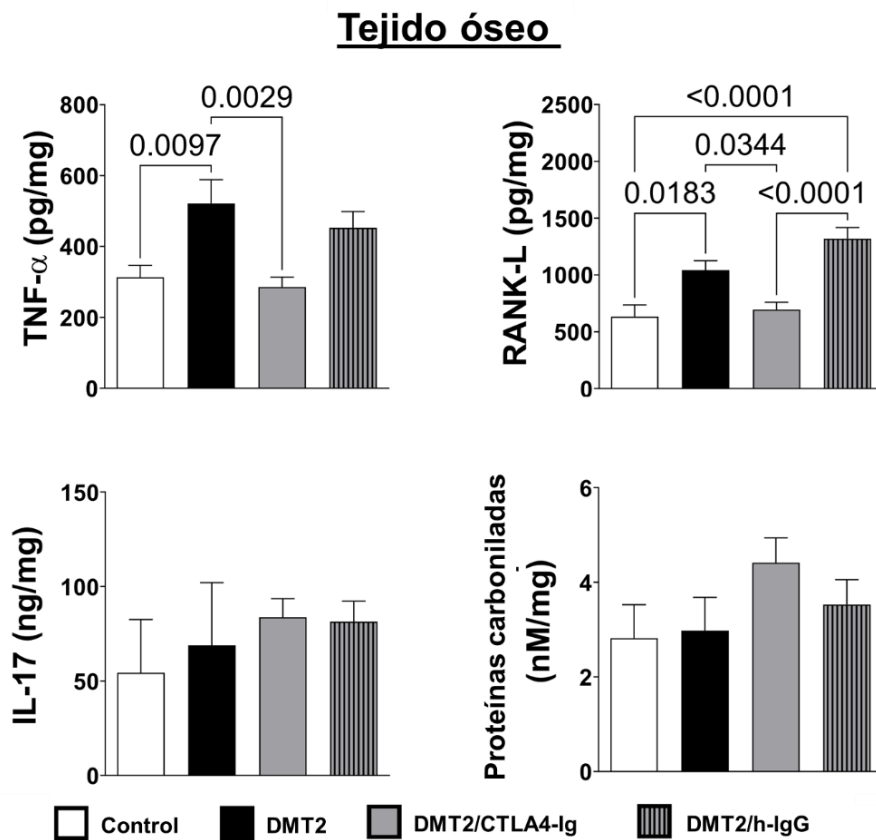 Tejido óseo
TNF-α (pg/mg)
800
600
400
200
0
0.0029
0.0097
RANK-L (pg/mg)
2500
2000
1500
1000
500
0
<0.0001
0.0344
0.0183
<0.0001
IL-17 (ng/mg)
150
100
50
0
Proteínas carboniladas
(nM/mg)
6
4
2
0
Control
DMT2
DMT2/CTLA4-Ig
DMT2/h-IgG